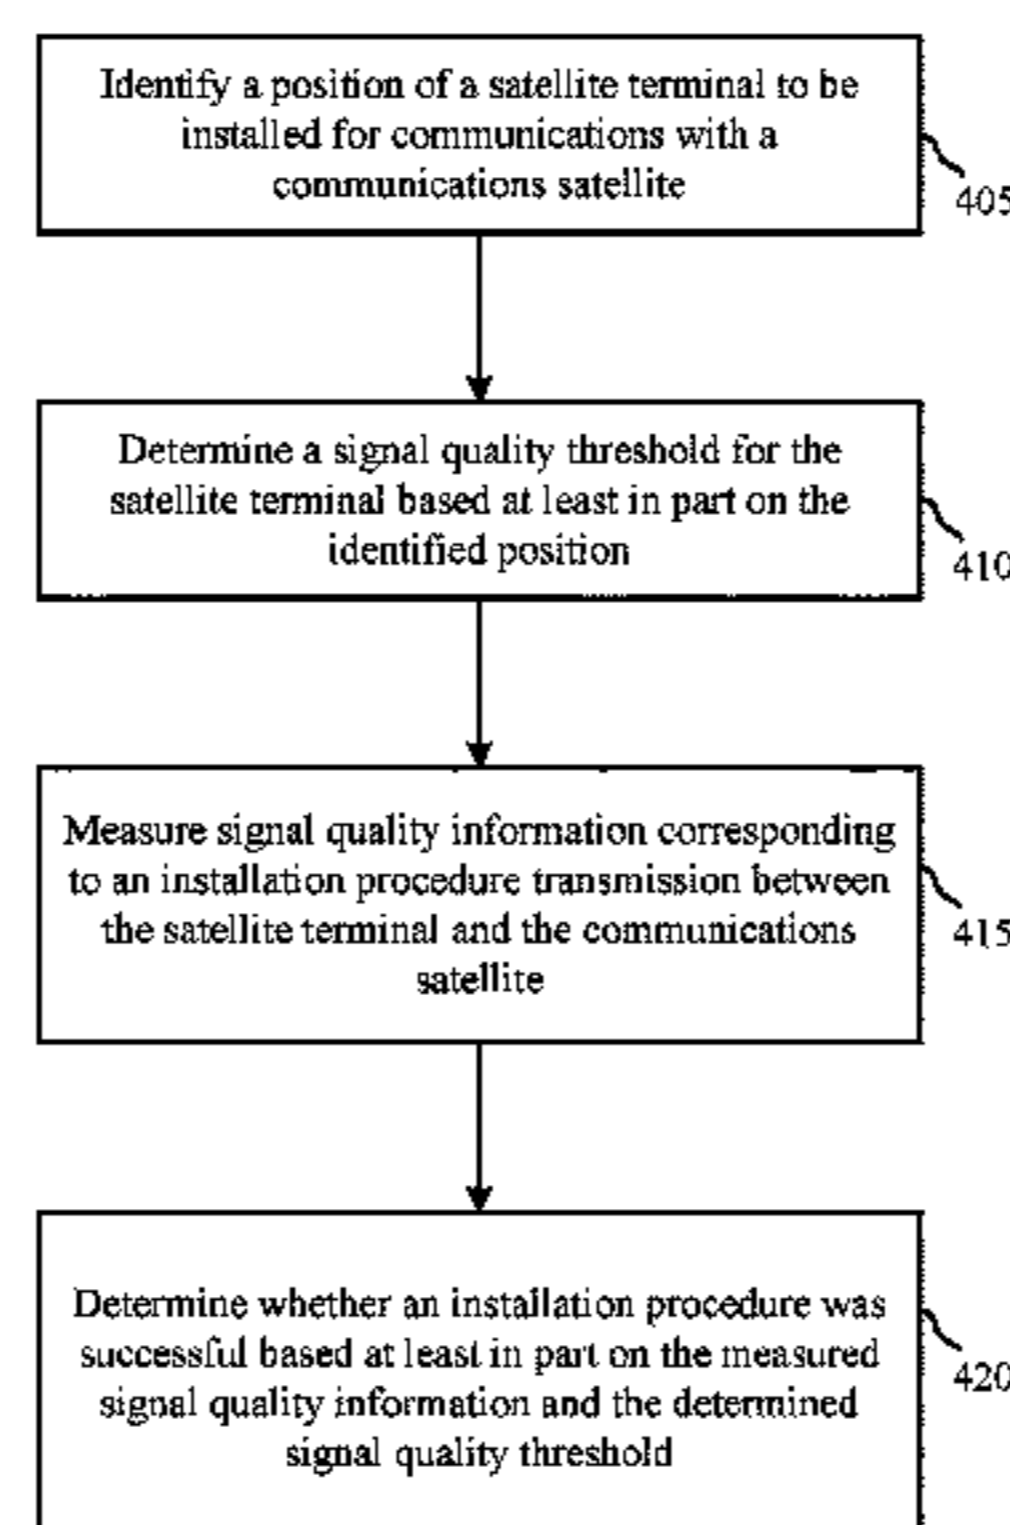 Identify a position of a satellite terminal to be
installed for communications with a
communications satellite
405
Determine a signal quality threshold for the
satellite terminal based at least in part on the
identified position
410
Measure signal quality information corresponding
to an installation procedure transmission between
the satellite terminal and the communications
satellite
415
Determine whether an installation procedure was
successful based at least in part on the measured
signal quality information and the determined
signal quality threshold
420